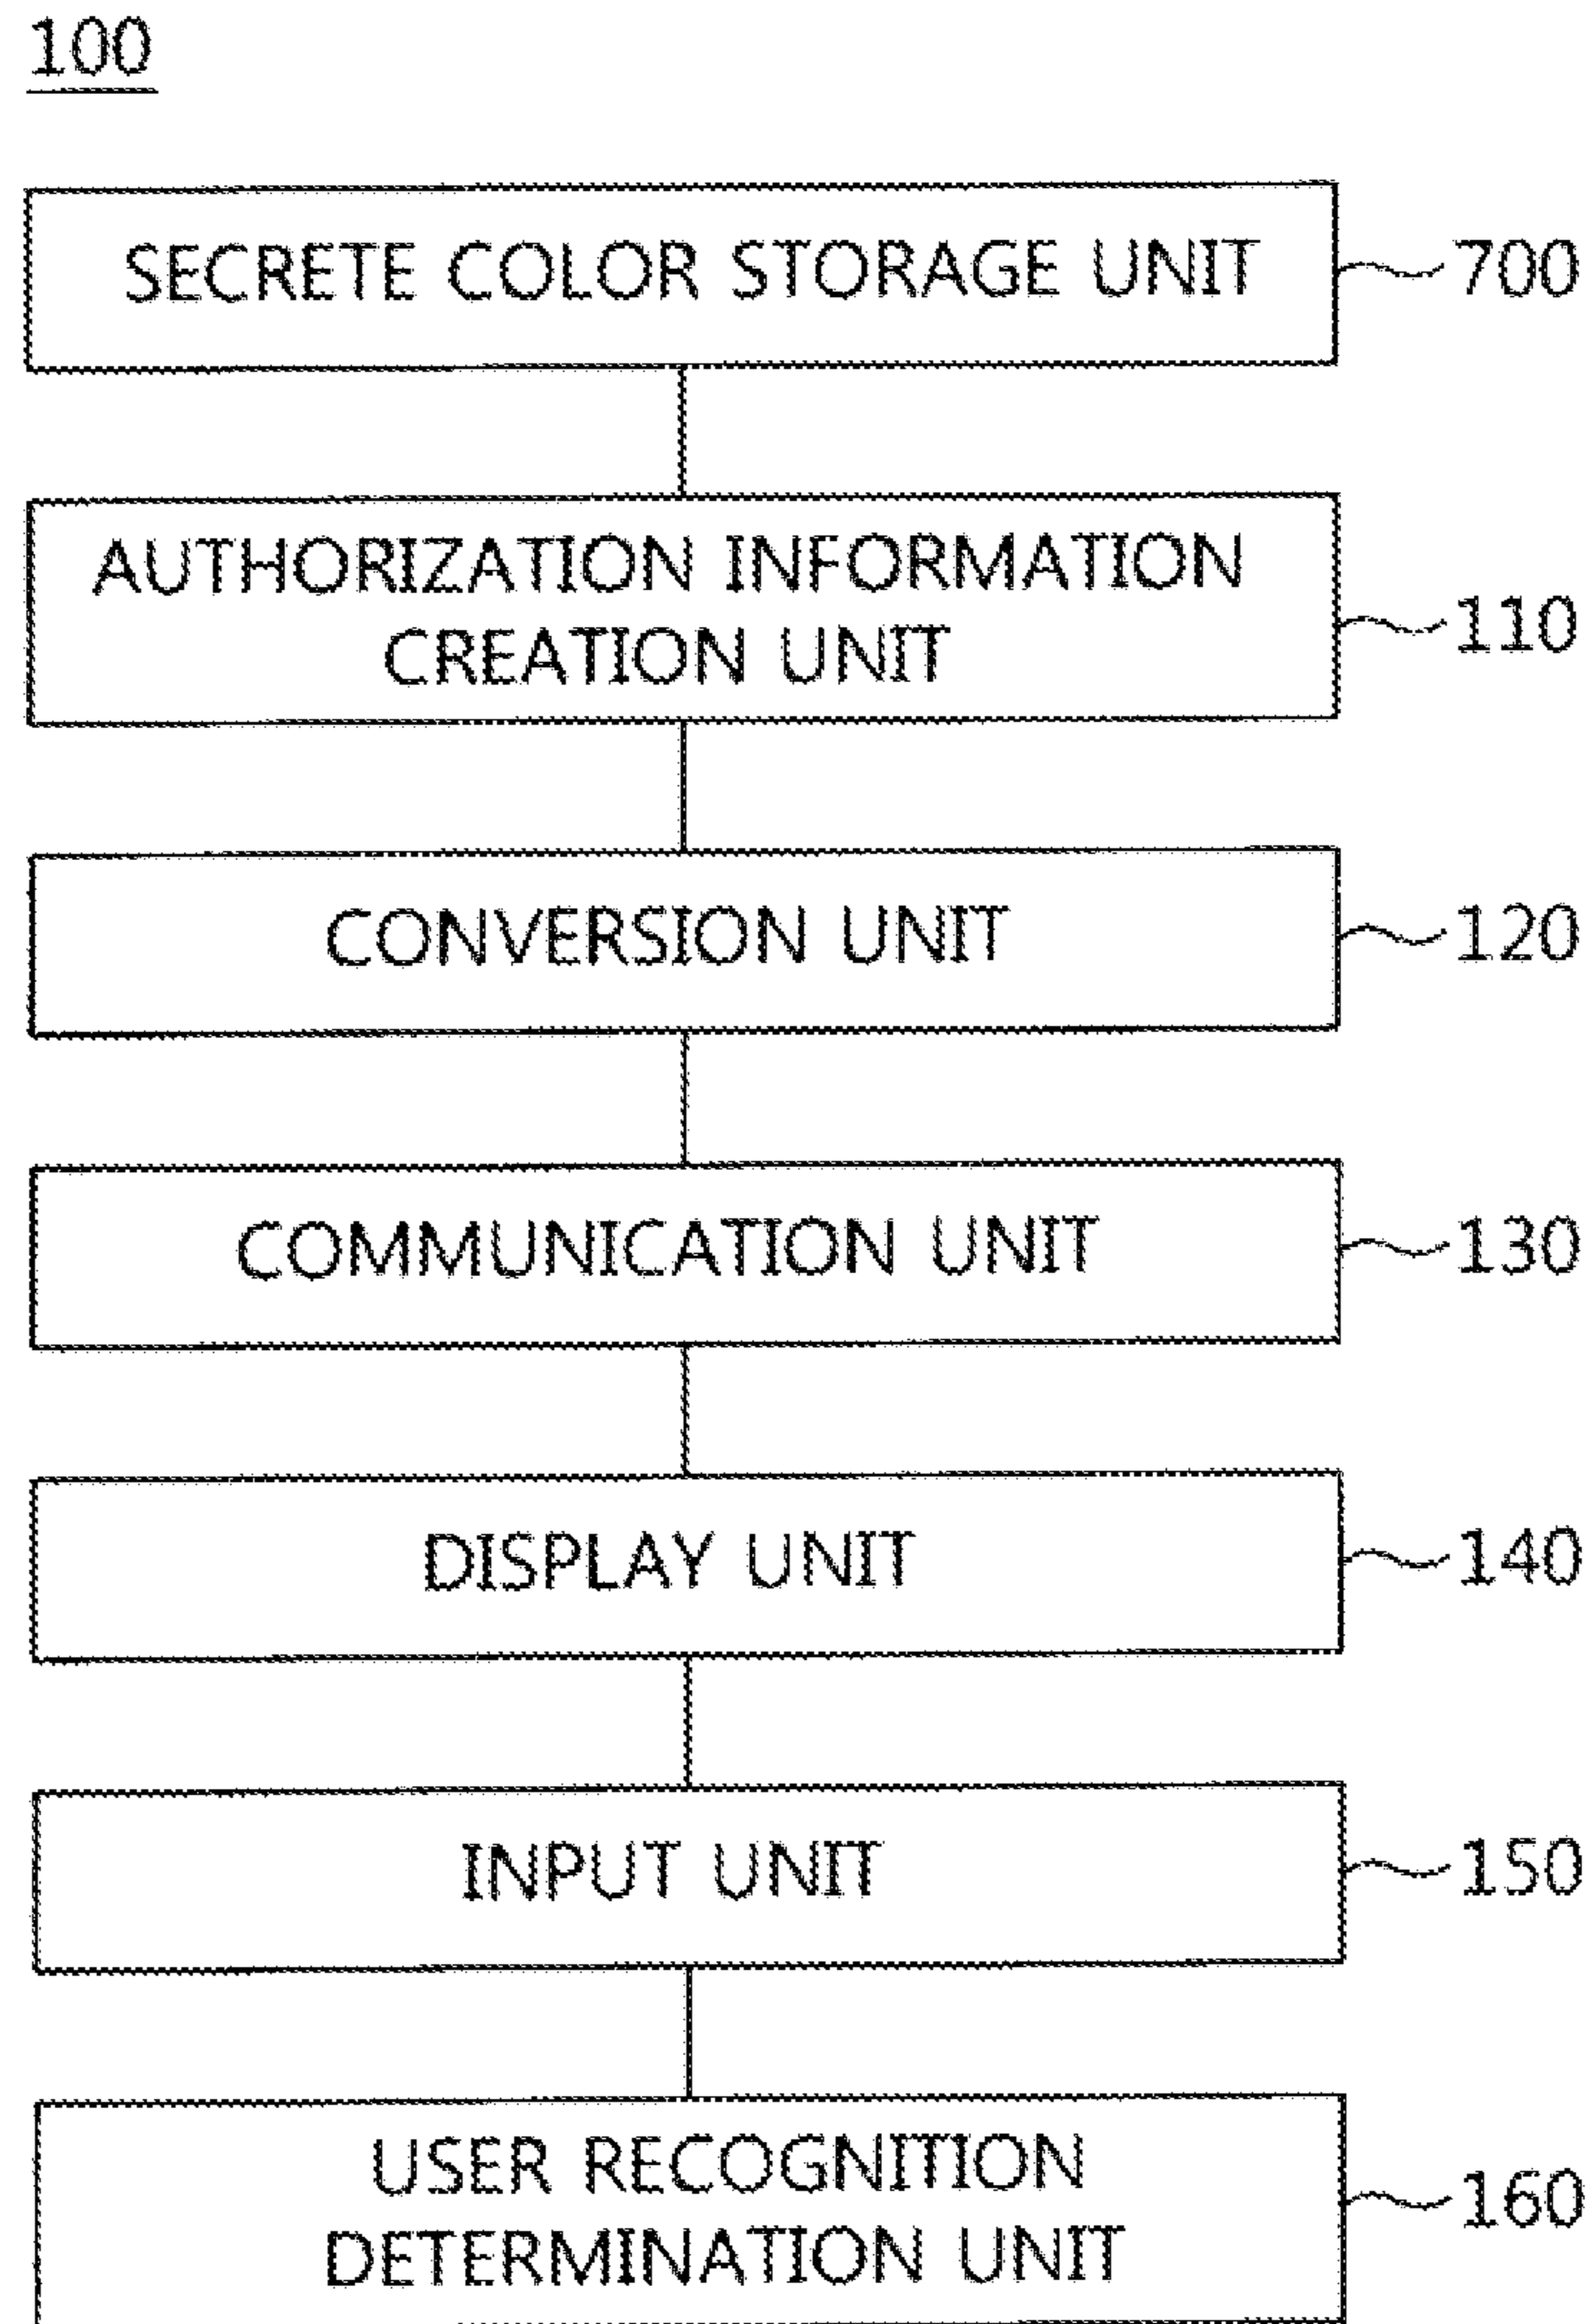 100
SECRETE COLOR STORAGE UNIT
700
AUTHORIZATION INFORMATION
CREATION UNIT
110
CONVERSION UNIT
120
COMMUNICATION UNIT
130
DISPLAY UNIT
140
INPUT UNIT
150
USER RECOGNITION
DETERMINATION UNIT
160